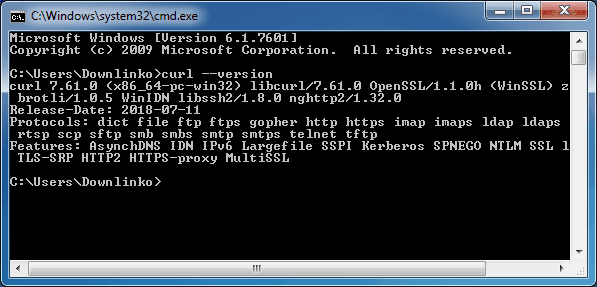 C:\Windows\system32\cmd.exe
Microsoft Windows [Version 6.1.7601]
Copyright (c) 2009 Microsoft Corporation.  All rights reserved.
C:\Users\Downlinko>curl --version
curl 7.61.0 (x86_64-pc-win32) libcurl/7.61.0 OpenSSL/1.1.0h (WinSSL) z
brotli/1.0.5 WinIDN libssh2/1.8.0 nghttp2/1.32.0
Release-Date: 2018-07-11
Protocols: dict file ftp ftps gopher http https imap imaps ldap ldaps
rtsp scp sftp smb smbs smtp smtps telnet tftp
Features: AsynchDNS IDN IPv6 Largefile SSPI Kerberos SPNEGO NTLM SSL l
TLS-SRP HTTP2 HTTPS-proxy MultiSSL
C:\Users\Downlinko>